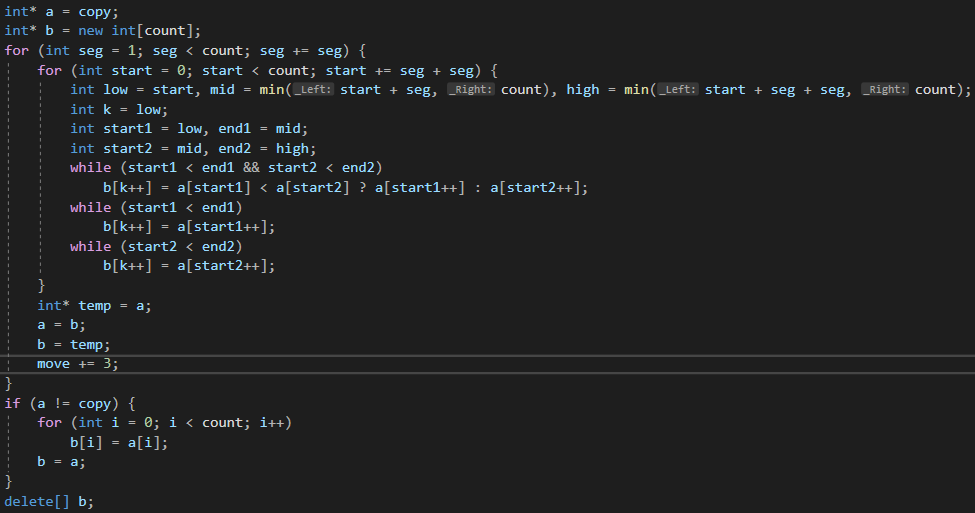 int* a = copy;
int* b = new int[count];
for (int seg = 1; seg < count; seg += seg) {
    for (int start = 0; start < count; start += seg + seg) {
        int low = start, mid = min(_Left: start + seg, _Right: count), high = min(_Left: start + seg + seg, _Right: count);
        int k = low;
        int start1 = low, end1 = mid;
        int start2 = mid, end2 = high;
        while (start1 < end1 && start2 < end2)
            b[k++] = a[start1] < a[start2] ? a[start1++] : a[start2++];
        while (start1 < end1)
            b[k++] = a[start1++];
        while (start2 < end2)
            b[k++] = a[start2++];
    }
    int* temp = a;
    a = b;
    b = temp;
    move += 3;
}
if (a != copy) {
    for (int i = 0; i < count; i++)
        b[i] = a[i];
    b = a;
}
delete[] b;